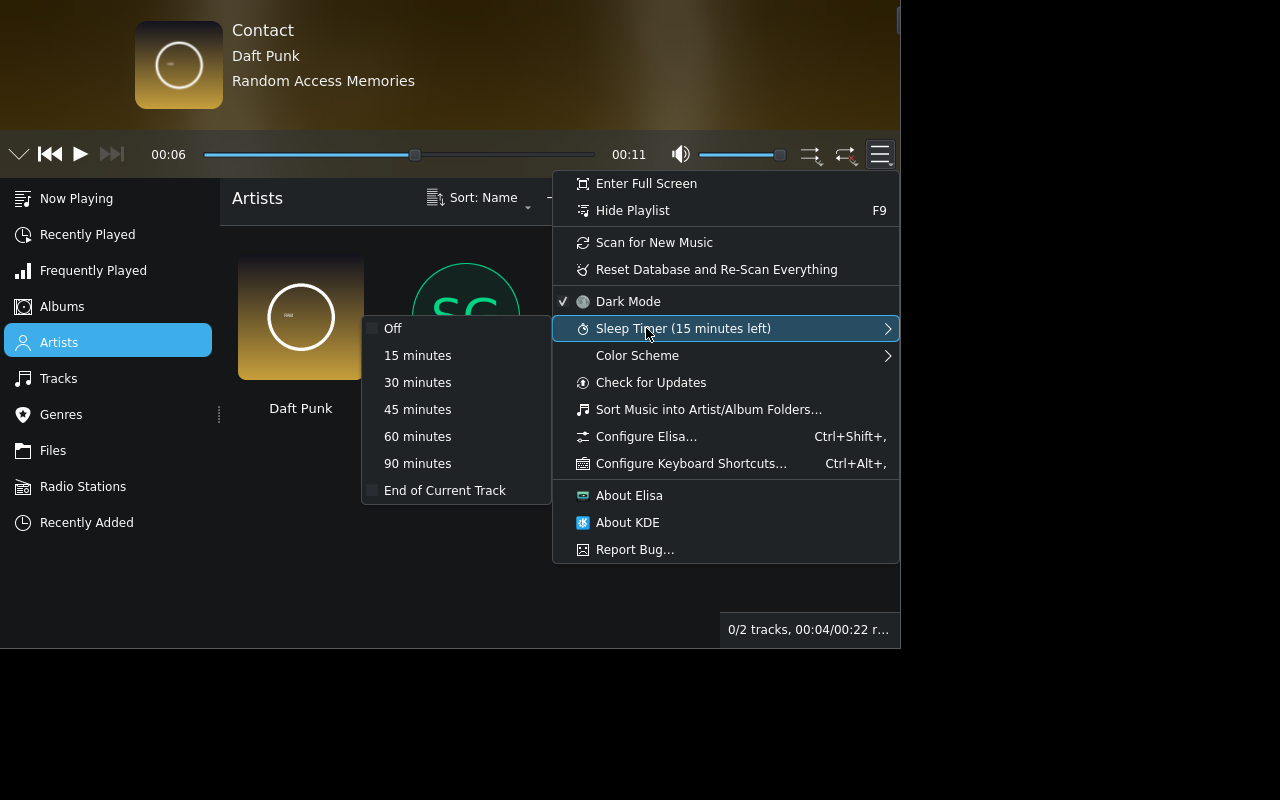 Contact
Daft Punk
Random Access Memories
00:06
00:11
Now Playing
Recently Played
Frequently Played
Albums
Artists
Tracks
Genres
Files
Radio Stations
Recently Added
Artists
Sort: Name
Daft Punk
SC
Off
15 minutes
30 minutes
45 minutes
60 minutes
90 minutes
End of Current Track
Enter Full Screen
Hide Playlist F9
Scan for New Music
Reset Database and Re-Scan Everything
Dark Mode
Sleep Timer (15 minutes left)
Color Scheme
Check for Updates
Sort Music into Artist/Album Folders…
Configure Elisa… Ctrl+Shift+,
Configure Keyboard Shortcuts… Ctrl+Alt+,
About Elisa
About KDE
Report Bug…
0/2 tracks, 00:04/00:22 r…